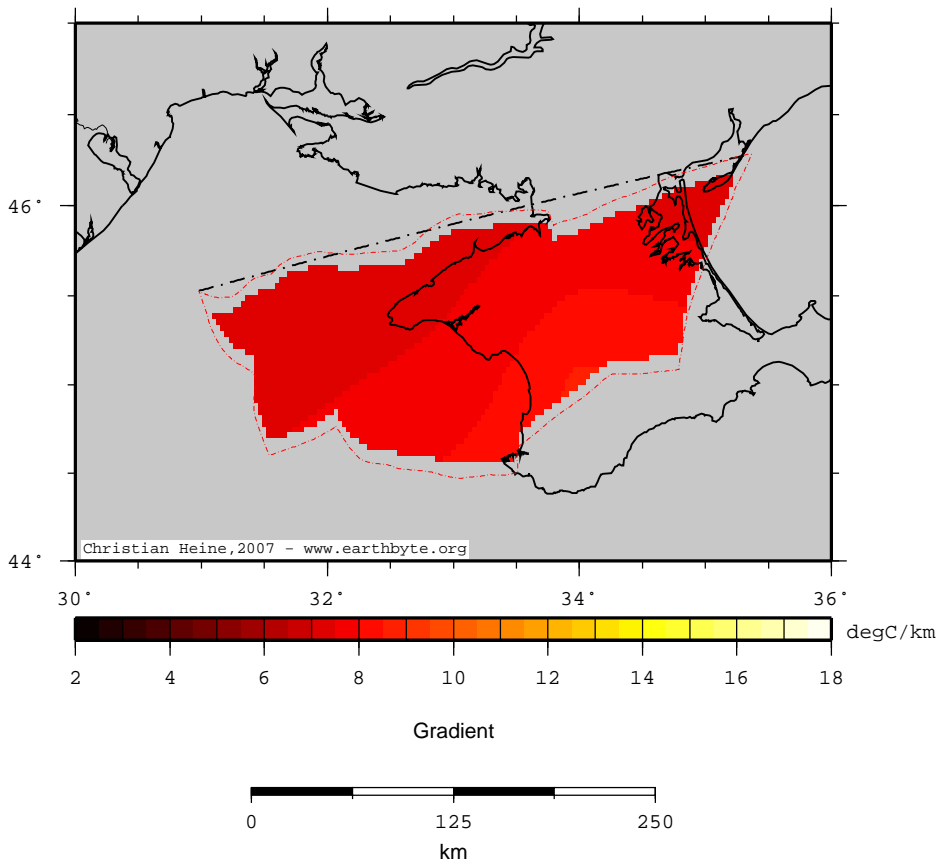 46°
Christian Heine,2007 - www.earthbyte.org
44°
30° 32° 34° 36°
degC/km
2 4 6 8 10 12 14 16 18
Gradient
0 125 250
km